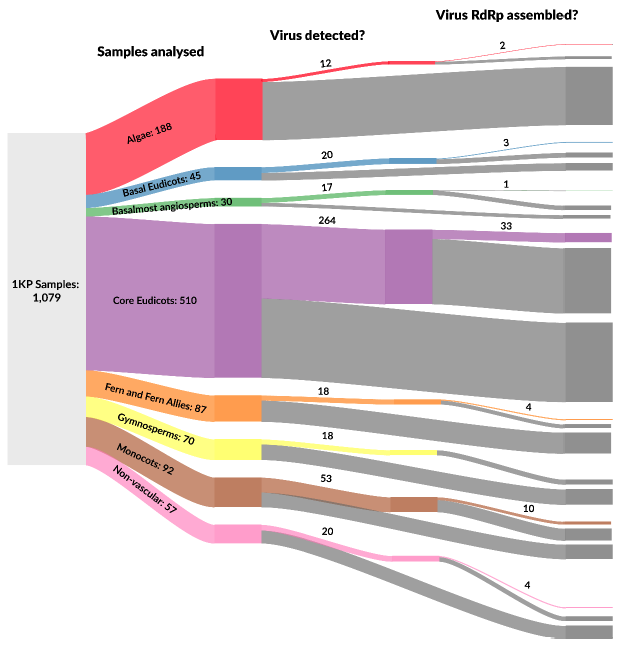 Virus RdRp assembled?
Virus detected?
Samples analysed
2
12
Algae: 188
3
20
Basal Eudicots: 45
1
17
Basalmost angiosperms: 30
264
33
1KP Samples:
1,079
Core Eudicots: 510
18
Fern and Fern Allies: 87
4
18
Gymnosperms: 70
Monocots: 92
53
10
Non-vascular: 57
20
4